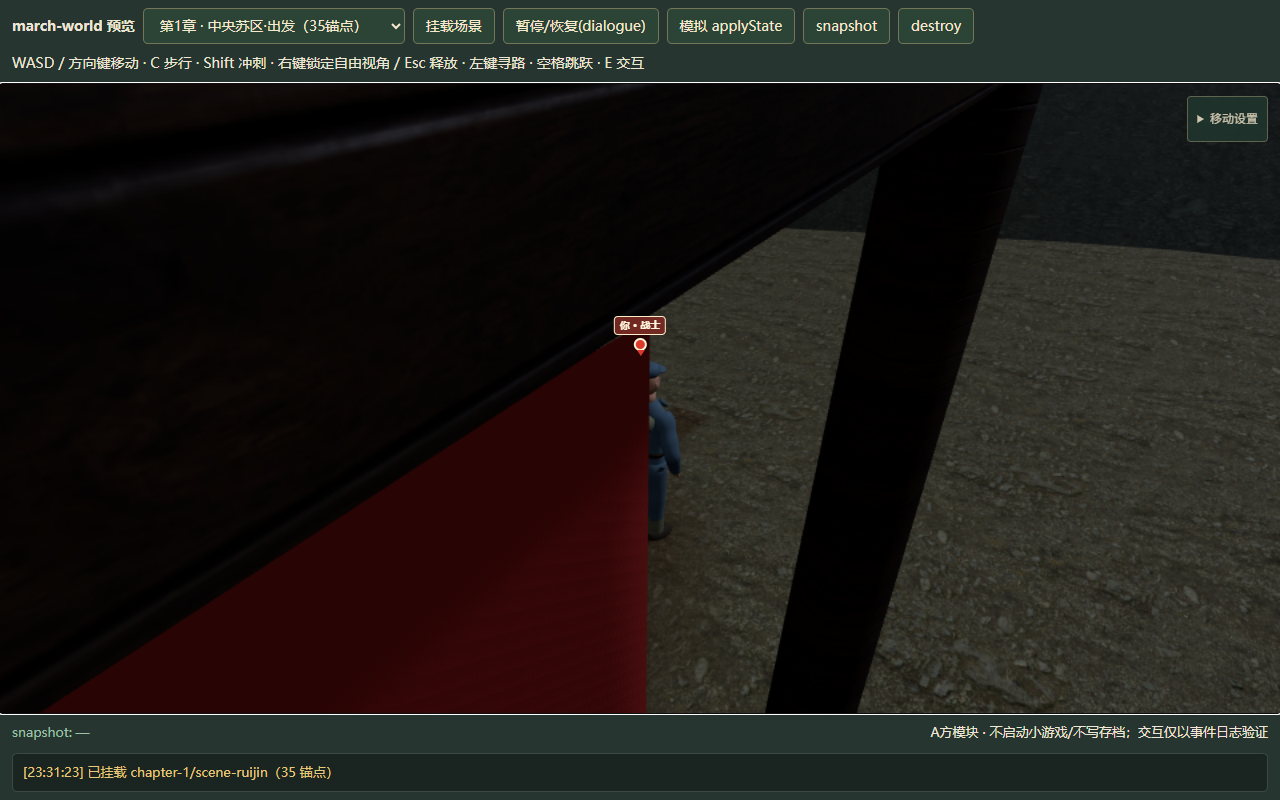 march-world 预览
第1章 · 中央苏区·出发（35锚点）
挂载场景
暂停/恢复(dialogue)
模拟 applyState
snapshot
destroy
WASD / 方向键移动 · C 步行 · Shift 冲刺 · 右键锁定自由视角 / Esc 释放 · 左键寻路 · 空格跳跃 · E 交互
▶ 移动设置
你·战士
snapshot: —
A方模块 · 不启动小游戏/不写存档；交互仅以事件日志验证
[23:31:23] 已挂载 chapter-1/scene-ruijin（35 锚点）